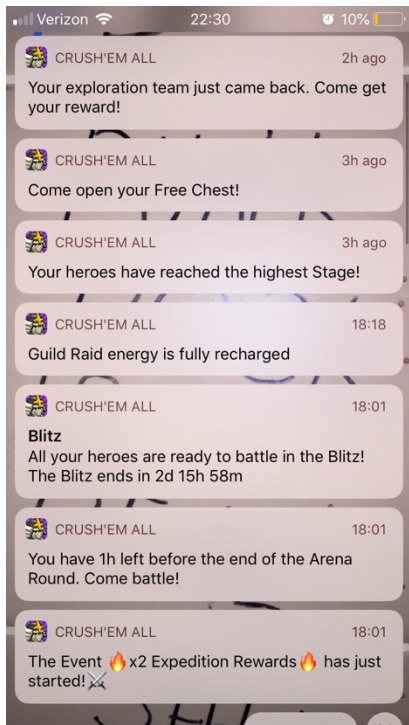 Verizon 22:30 10%
CRUSH'EM ALL 2h ago
Your exploration team just came back. Come get
your reward!
CRUSH'EM ALL 3h ago
Come open your Free Chest!
CRUSH'EM ALL 3h ago
Your heroes have reached the highest Stage!
CRUSH'EM ALL 18:18
Guild Raid energy is fully recharged
CRUSH'EM ALL 18:01
Blitz
All your heroes are ready to battle in the Blitz!
The Blitz ends in 2d 15h 58m
CRUSH'EM ALL 18:01
You have 1h left before the end of the Arena
Round. Come battle!
CRUSH'EM ALL 18:01
The Event 🔥x2 Expedition Rewards🔥 has just
started!⚔️